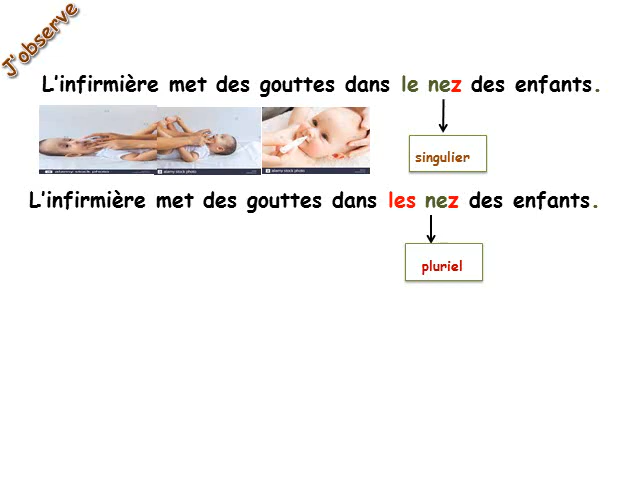 J'observe
L'infirmière met des gouttes dans le nez des enfants.
singulier
L'infirmière met des gouttes dans les nez des enfants.
pluriel